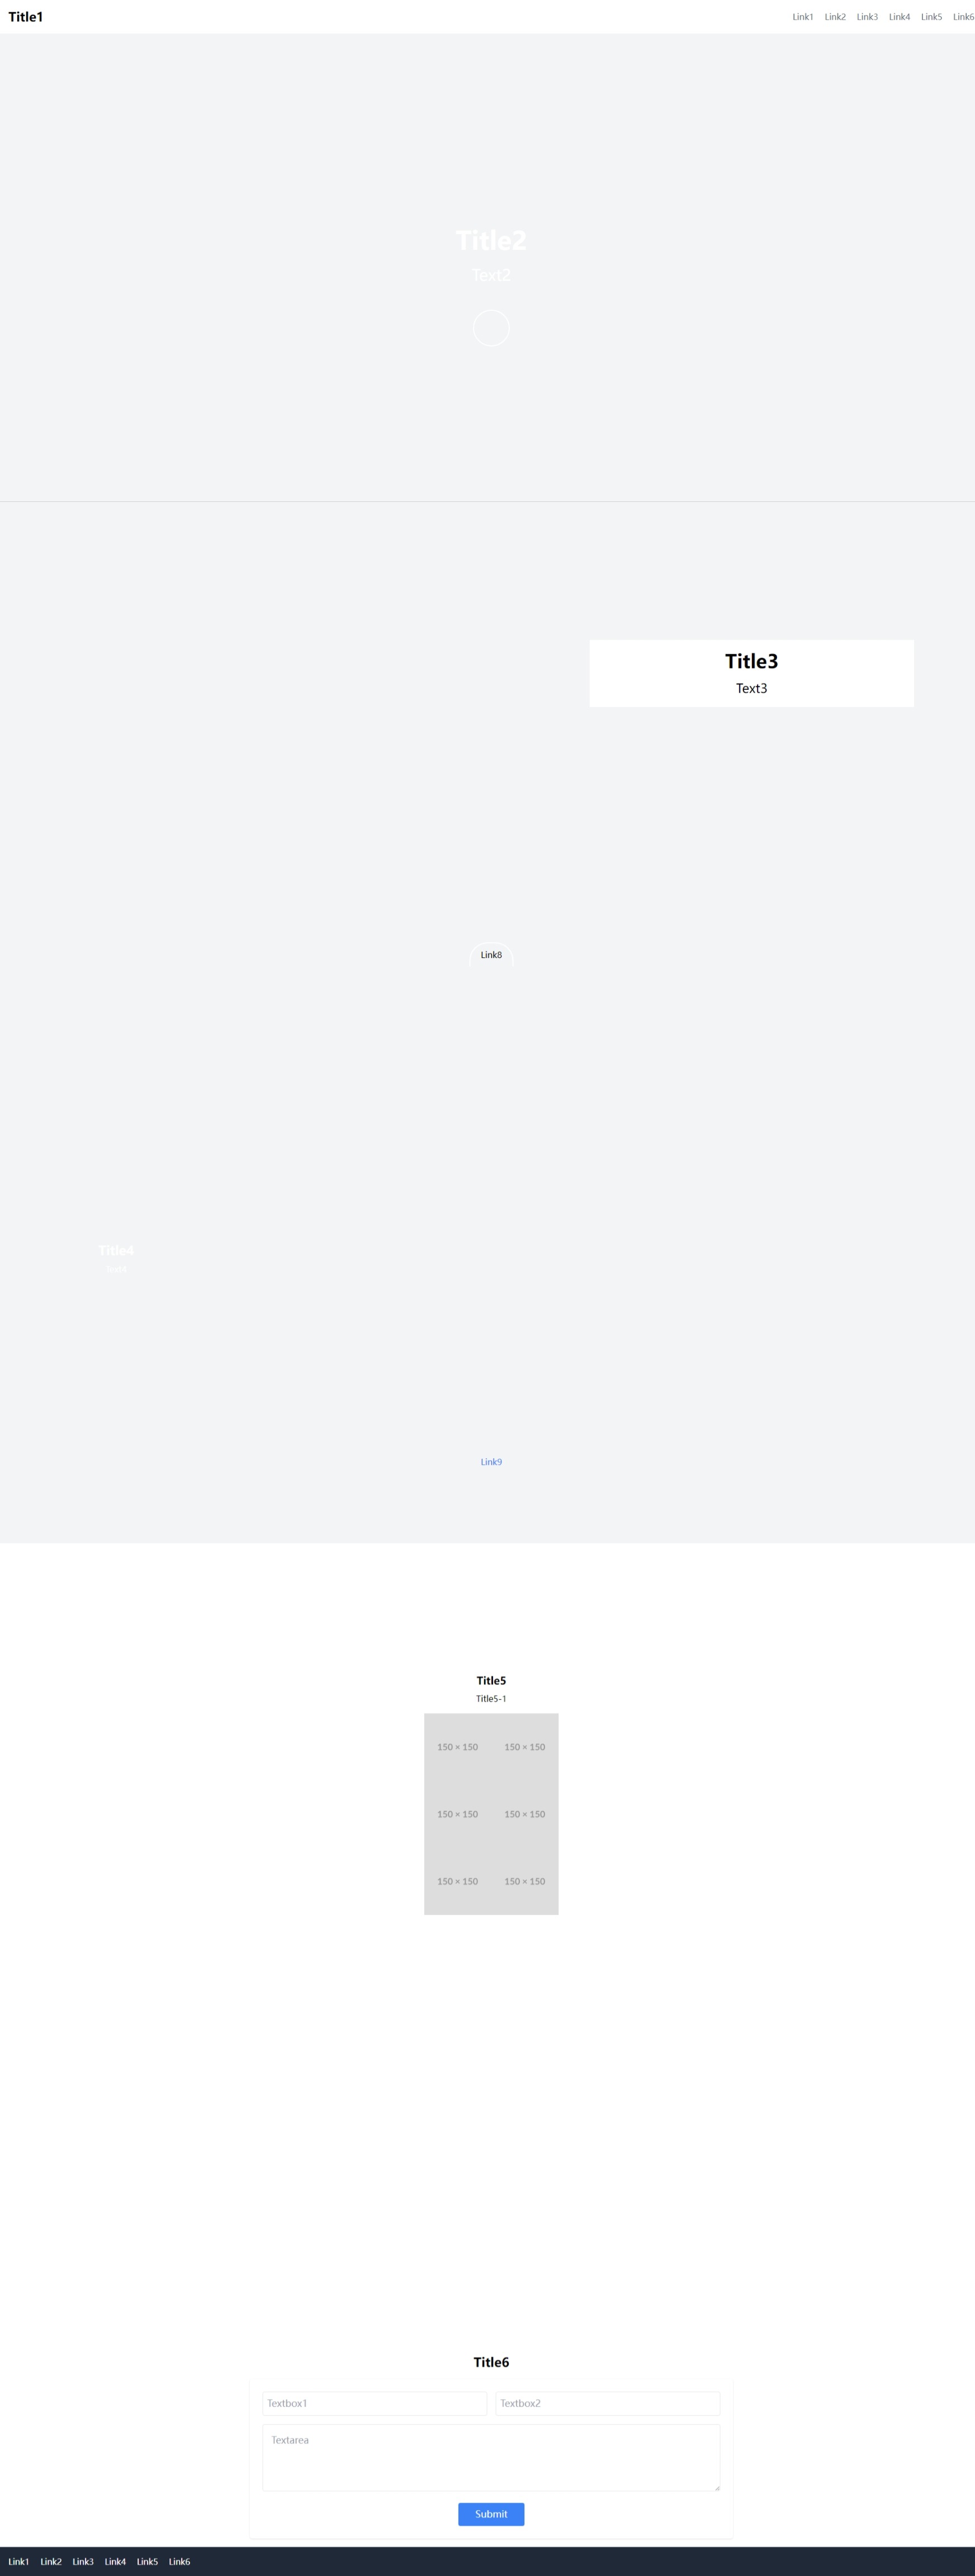 Title1
Link1 Link2 Link3 Link4 Link5 Link6
Title2
Text2
Title3
Text3
Link8
Title4
Link9
Title5
Title5-1
150 × 150 150 × 150
150 × 150 150 × 150
150 × 150 150 × 150
Title6
Textbox1 Textbox2
Textarea
Submit
Link1 Link2 Link3 Link4 Link5 Link6